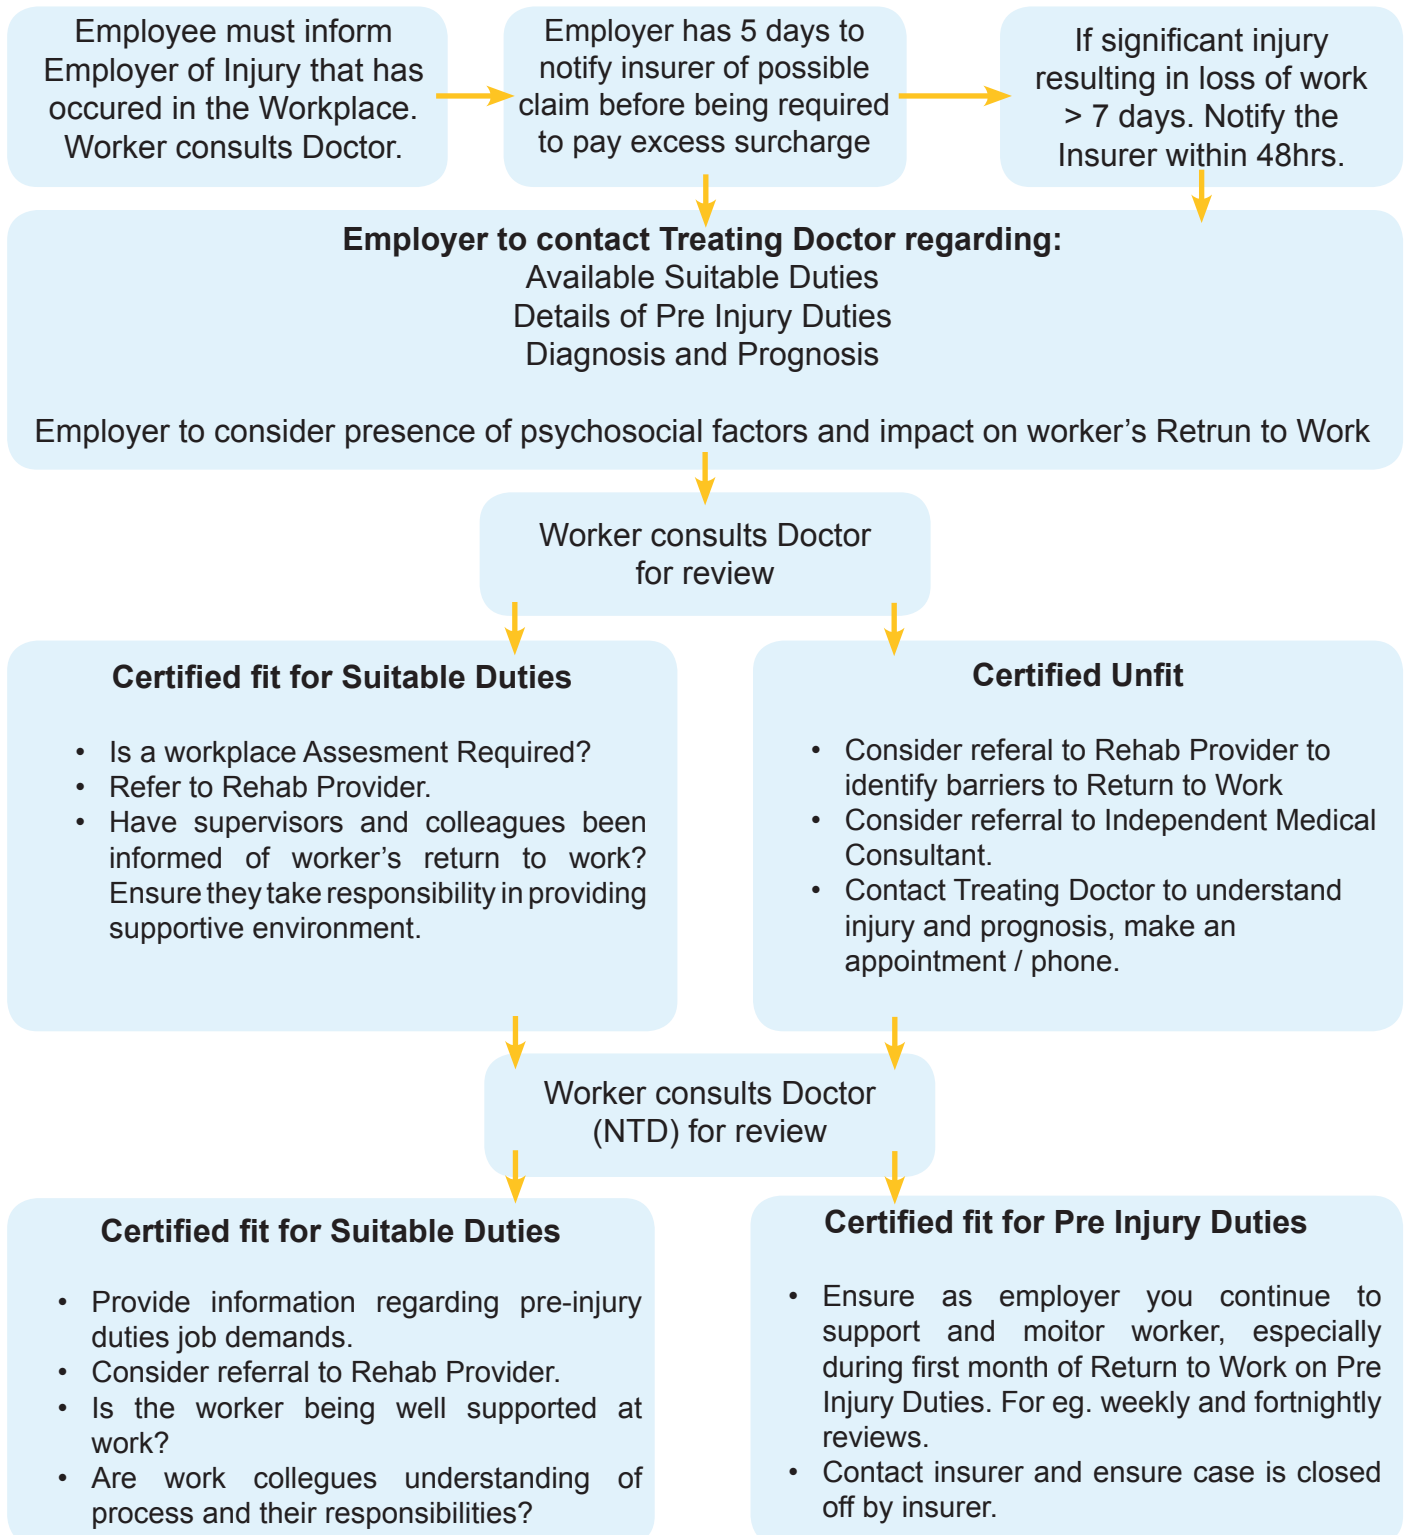 Employee must inform
Employer of Injury that has
occured in the Workplace.
Worker consults Doctor.
Employer has 5 days to
notify insurer of possible
claim before being required
to pay excess surcharge
If significant injury
resulting in loss of work
> 7 days. Notify the
Insurer within 48hrs.
Employer to contact Treating Doctor regarding:
Available Suitable Duties
Details of Pre Injury Duties
Diagnosis and Prognosis
Employer to consider presence of psychosocial factors and impact on worker’s Retrun to Work
Worker consults Doctor
for review
Certified fit for Suitable Duties
• Is a workplace Assesment Required?
• Refer to Rehab Provider.
• Have supervisors and colleagues been
informed of worker’s return to work?
Ensure they take responsibility in providing
supportive environment.
Certified Unfit
• Consider referal to Rehab Provider to
identify barriers to Return to Work
• Consider referral to Independent Medical
Consultant.
• Contact Treating Doctor to understand
injury and prognosis, make an
appointment / phone.
Worker consults Doctor
(NTD) for review
Certified fit for Suitable Duties
• Provide information regarding pre-injury
duties job demands.
• Consider referral to Rehab Provider.
• Is the worker being well supported at
work?
• Are work collegues understanding of
process and their responsibilities?
Certified fit for Pre Injury Duties
• Ensure as employer you continue to
support and moitor worker, especially
during first month of Return to Work on Pre
Injury Duties. For eg. weekly and fortnightly
reviews.
• Contact insurer and ensure case is closed
off by insurer.